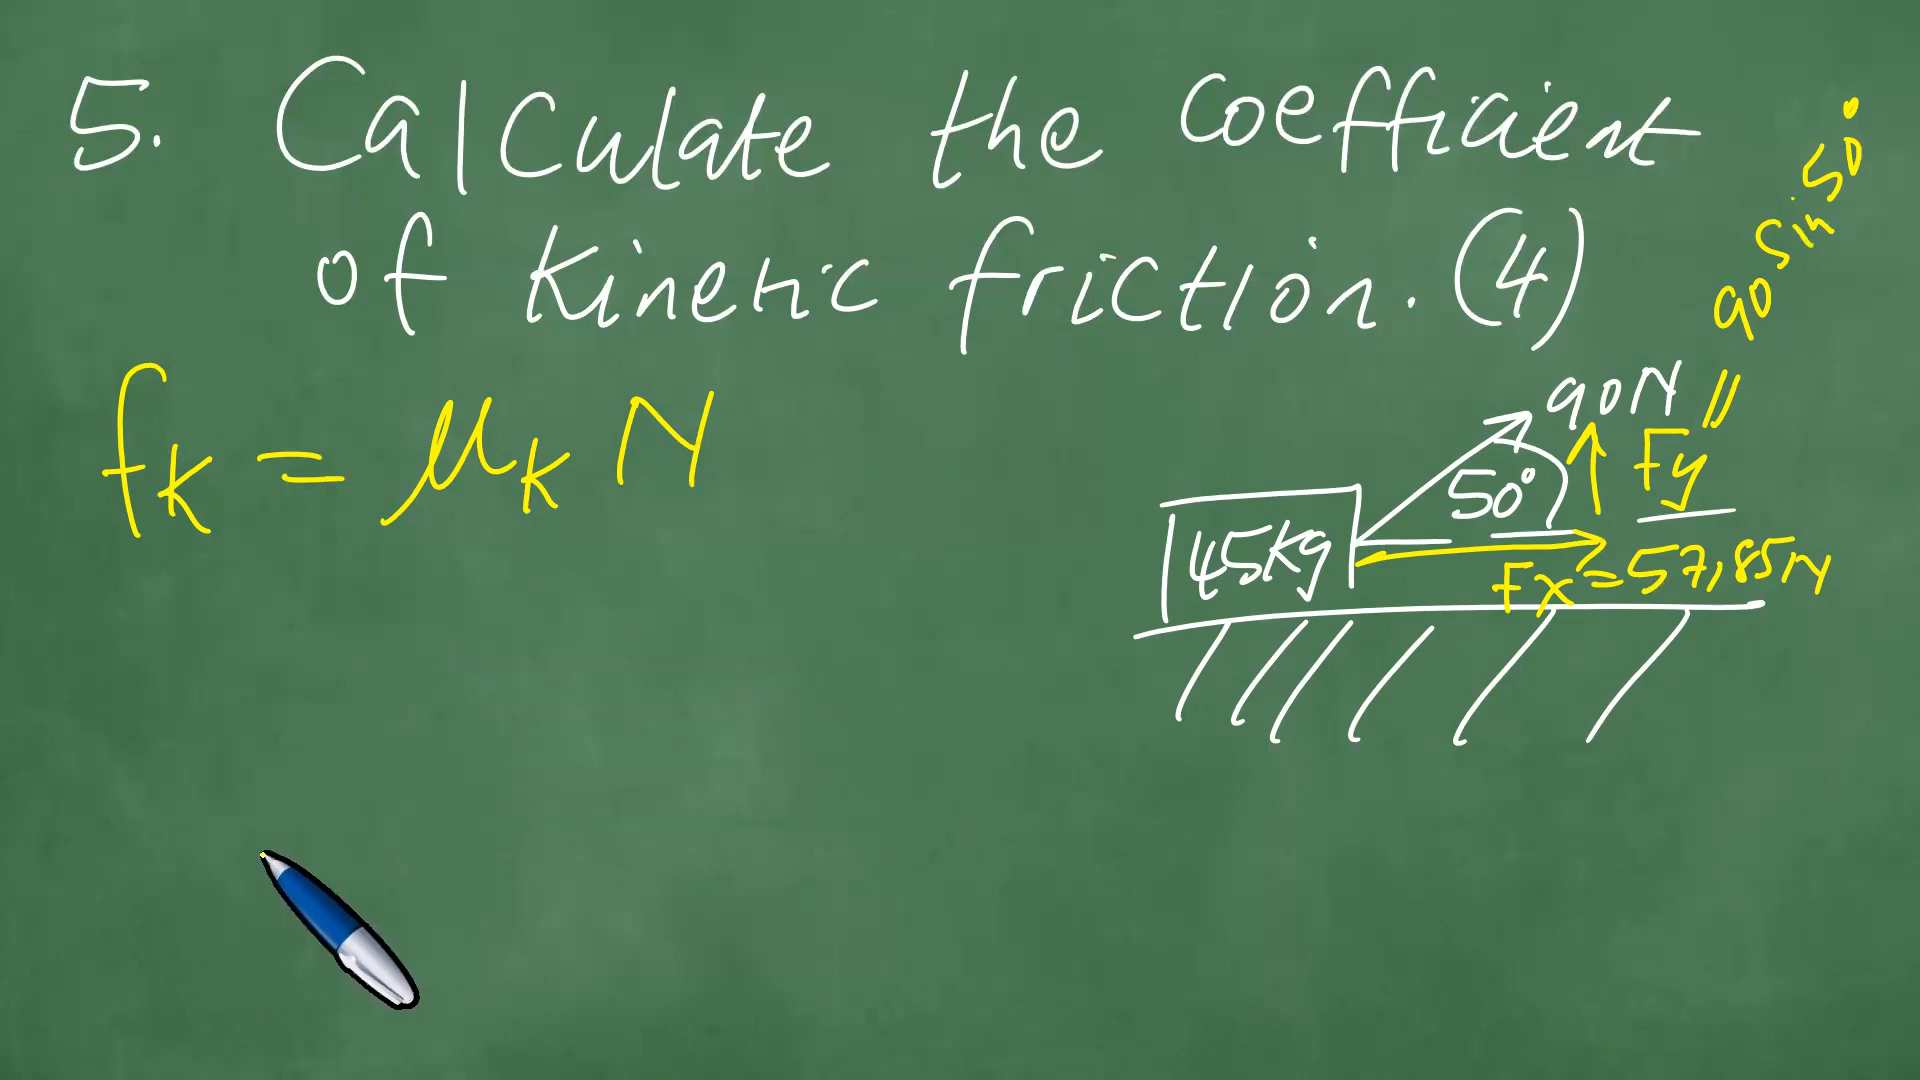 5. Calculate the coefficient
of kinetic friction. (4)
fk = μk N
90 sin 50°
=
90N
Fy
50°
45kg
Fx = 57,85N